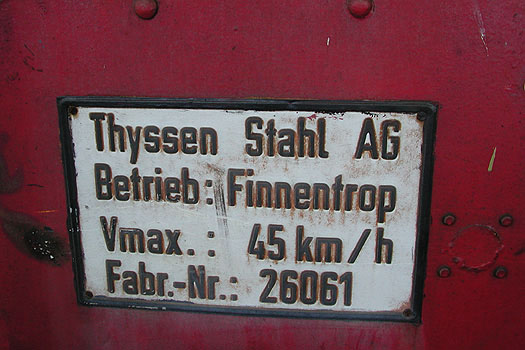 Thyssen Stahl AG
Betrieb: Finnentrop
Vmax.: 45 km/h
Fabr.-Nr.: 26061